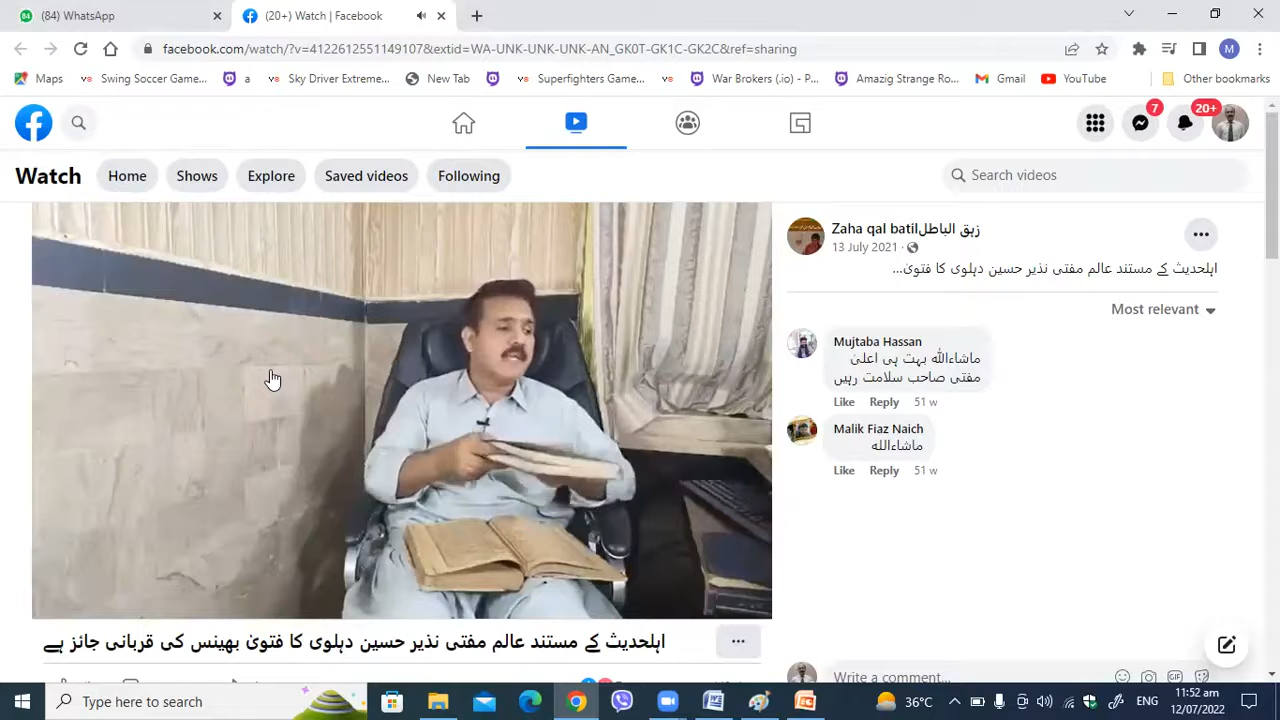 (84) WhatsApp
(20+) Watch | Facebook
facebook.com/watch/?v=4122612551149107&extid=WA-UNK-UNK-UNK-AN_GK0T-GK1C-GK2C&ref=sharing
M
Maps
Swing Soccer Game...
a
Sky Driver Extreme...
New Tab
Superfighters Game...
War Brokers (.io) - P...
Amazig Strange Ro...
Gmail
YouTube
Other bookmarks
7
20+
Watch
Home
Shows
Explore
Saved videos
Following
Search videos
Zaha qal batilزہق الباطل
13 July 2021
اہلحدیث کے مستند عالم مفتی نذیر حسین دہلوی کا فتویٰ...
Most relevant
Mujtaba Hassan
ماشاءاللّٰہ بہت ہی اعلیٰ
مفتی صاحب سلامت رہیں
Like Reply 51 w
Malik Fiaz Naich
ماشاءالله
Like Reply 51 w
اہلحدیث کے مستند عالم مفتی نذیر حسین دہلوی کا فتویٰ بھینس کی قربانی جائز ہے
Write a comment...
GIF
Type here to search
36°C
ENG
11:52 am
12/07/2022